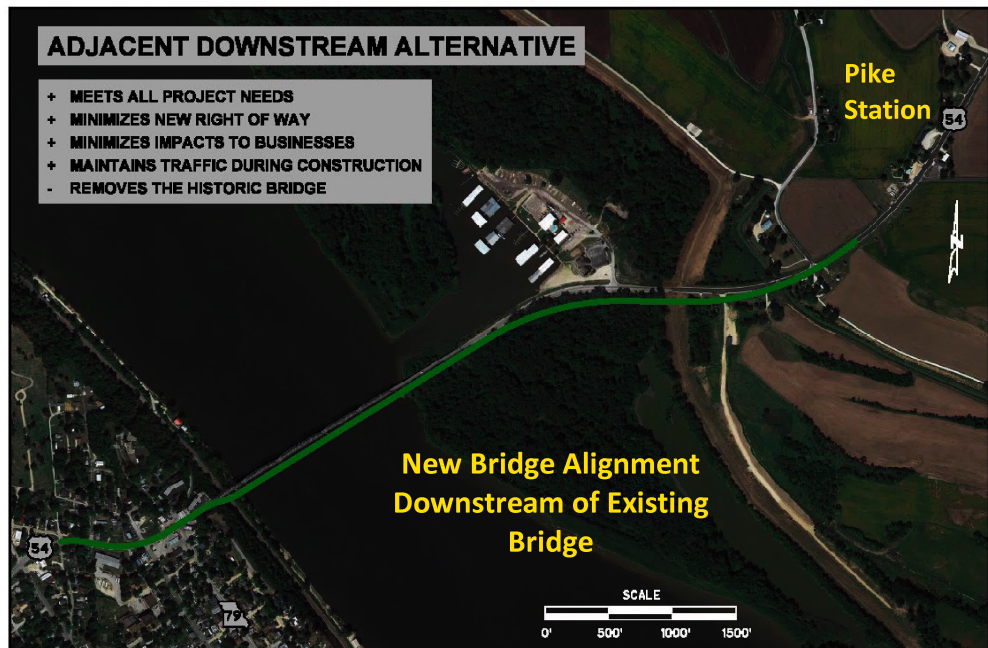 ADJACENT DOWNSTREAM ALTERNATIVE
+ MEETS ALL PROJECT NEEDS
+ MINIMIZES NEW RIGHT OF WAY
+ MINIMIZES IMPACTS TO BUSINESSES
+ MAINTAINS TRAFFIC DURING CONSTRUCTION
- REMOVES THE HISTORIC BRIDGE
Pike
Station
54
N
New Bridge Alignment
Downstream of Existing
Bridge
54
79
SCALE
0' 500' 1000' 1500'